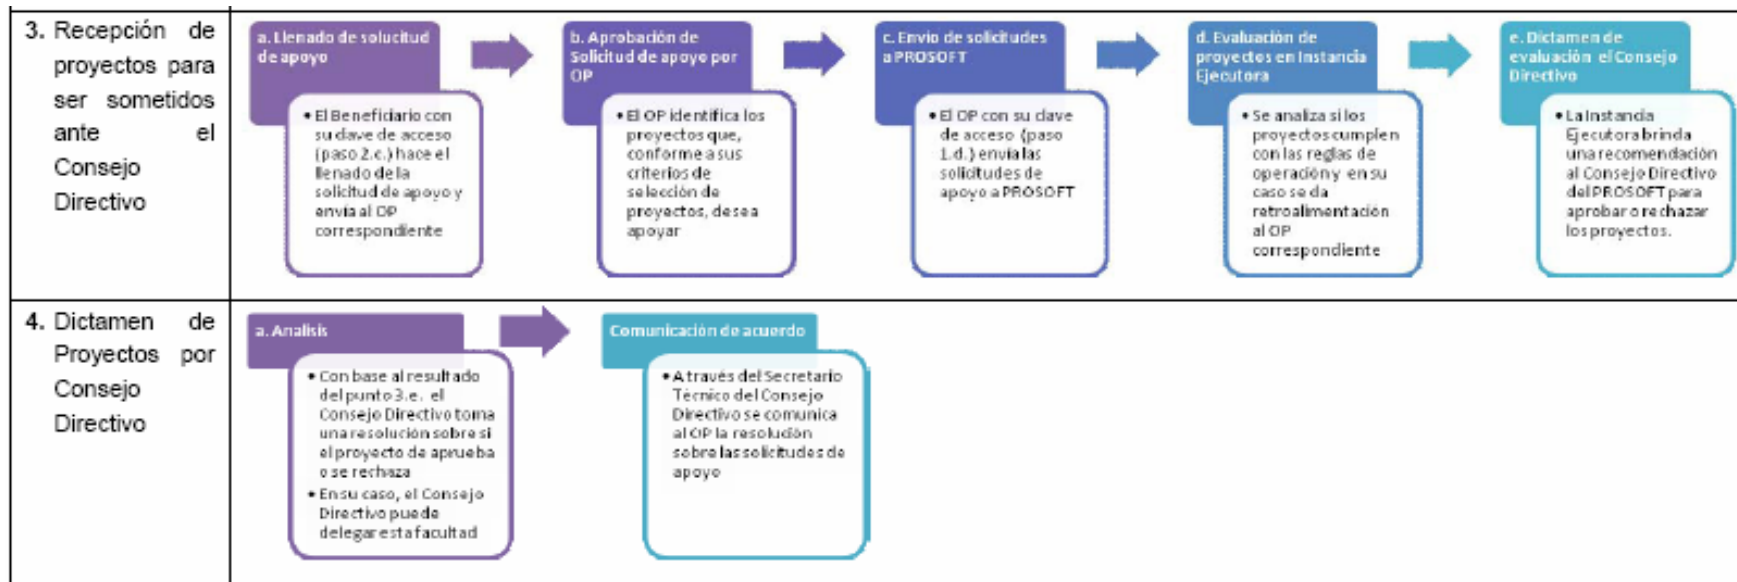 3. Recepción de
proyectos para
ser sometidos
ante el
Consejo
Directivo
a. Llenado de solucitud
de apoyo
• El Beneficiario con
su clave de acceso
(paso 2.c.) hace el
llenado de la
solicitud de apoyo y
envía al OP
correspondiente
b. Aprobación de
Solicitud de apoyo por
OP
• El OP identifica los
proyectos que,
conforme a sus
criterios de
selección de
proyectos, desea
apoyar
c. Envio de solicitudes
a PROSOFT
• El OP con su clave
de acceso (paso
1.d.) envía las
solicitudes de
apoyo a PROSOFT
d. Evaluación de
proyectos en Instancia
Ejecutora
• Se analiza si los
proyectos cumplen
con las reglas de
operación y en su
caso se da
retroalimentación
al OP
correspondiente
e. Dictamen de
evaluación el Consejo
Directivo
• La Instancia
Ejecutora brinda
una recomendación
al Consejo Directivo
del PROSOFT para
aprobar o rechazar
los proyectos.
4. Dictamen de
Proyectos por
Consejo
Directivo
a. Analisis
• Con base al resultado
del punto 3.e. el
Consejo Directivo toma
una resolución sobre si
el proyecto de aprueba
o se rechaza
• En su caso, el Consejo
Directivo puede
delegar esta facultad
Comunicación de acuerdo
• A través del Secretario
Técnico del Consejo
Directivo se comunica
al OP la resolución
sobre las solicitudes de
apoyo